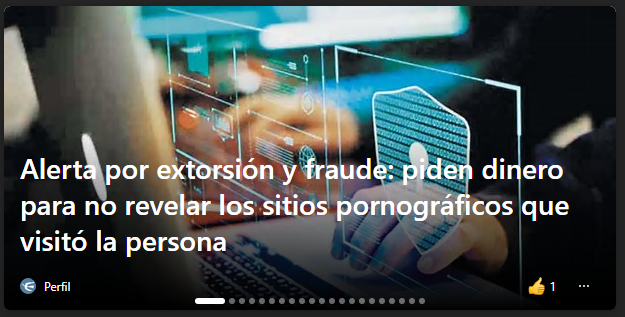 Alerta por extorsión y fraude: piden dinero
para no revelar los sitios pornográficos que
visitó la persona
Perfil
👍 1
···